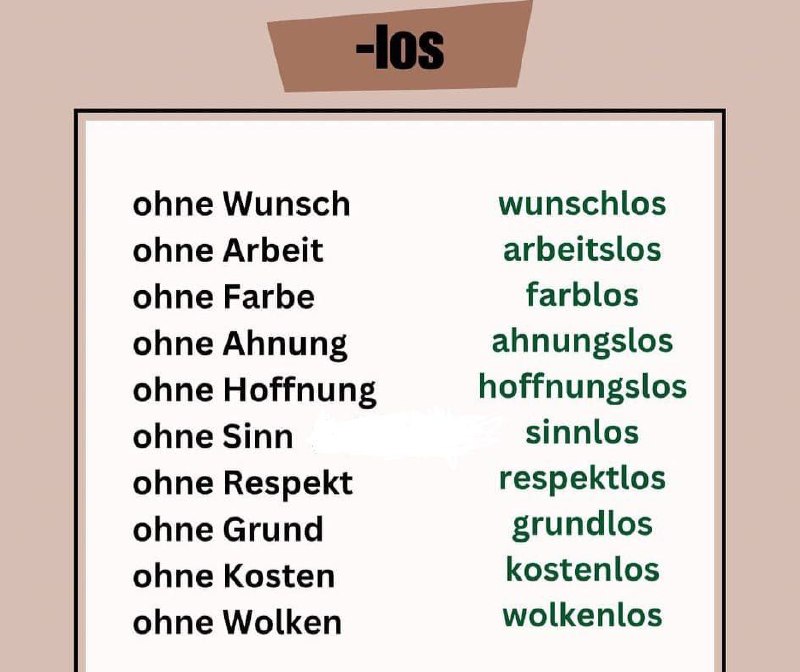 -los
ohne Wunsch wunschlos
ohne Arbeit arbeitslos
ohne Farbe farblos
ohne Ahnung ahnungslos
ohne Hoffnung hoffnungslos
ohne Sinn sinnlos
ohne Respekt respektlos
ohne Grund grundlos
ohne Kosten kostenlos
ohne Wolken wolkenlos